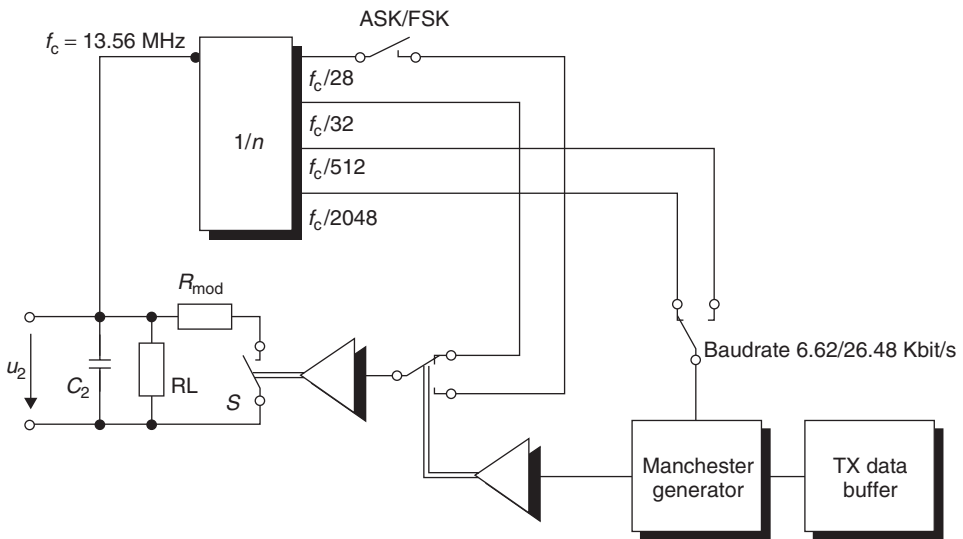 ASK/FSK
f_c = 13.56 MHz
f_c/28
f_c/32
1/n
f_c/512
f_c/2048
R_mod
Baudrate 6.62/26.48 Kbit/s
u_2
C_2
RL
S
Manchester
generator
TX data
buffer